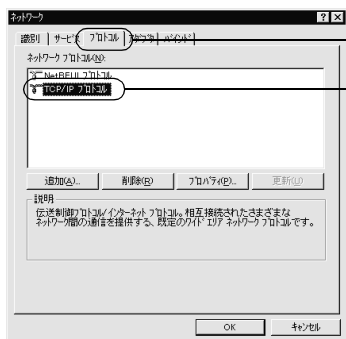 ネットワーク
識別 サービス プロトコル アダプタ バインド
ネットワーク プロトコル(N):
NetBEUI プロトコル
TCP/IP プロトコル
追加(A)... 削除(R) プロパティ(P)... 更新(U)
説明
伝送制御プロトコル/インターネット プロトコル。相互接続されたさまざまな
ネットワーク間の通信を提供する、既定のワイド エリア ネットワーク プロトコルです。
OK キャンセル